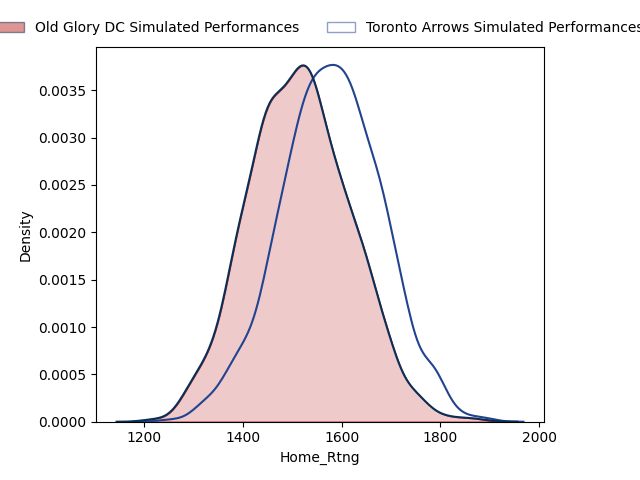 Old Glory DC Simulated Performances
Toronto Arrows Simulated Performances
0.0035
0.0030
0.0025
0.0020
0.0015
0.0010
0.0005
0.0000
Density
1200 1400 1600 1800 2000
Home_Rtng